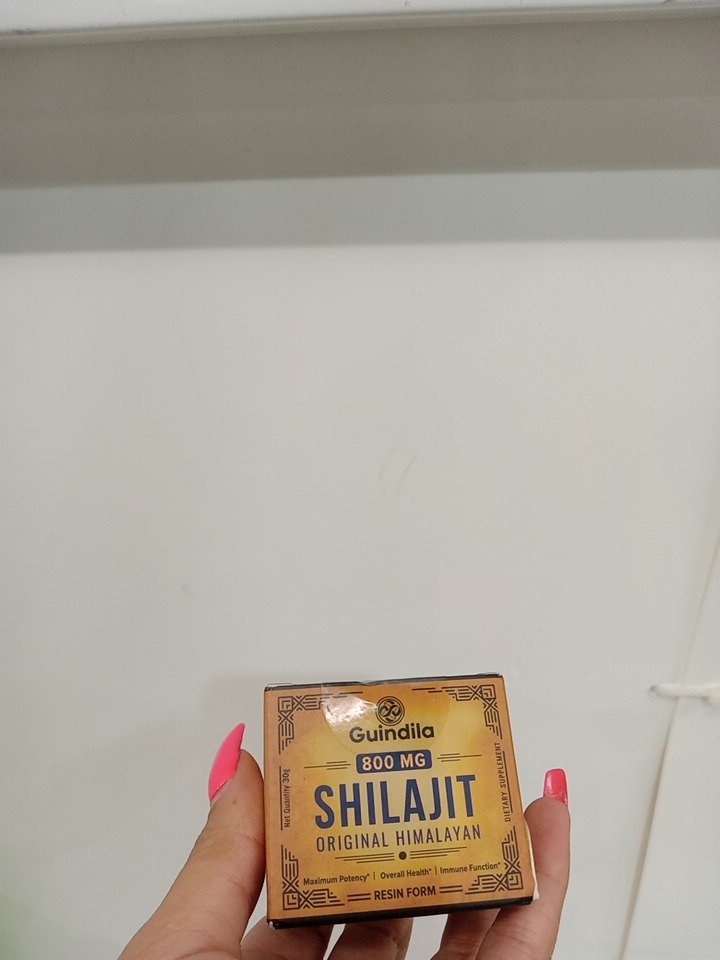 Guindila
800 MG
SHILAJIT
ORIGINAL HIMALAYAN
Maximum Potency* | Overall Health* | Immune Function*
RESIN FORM
Net Quantity 30g
DIETARY SUPPLEMENT